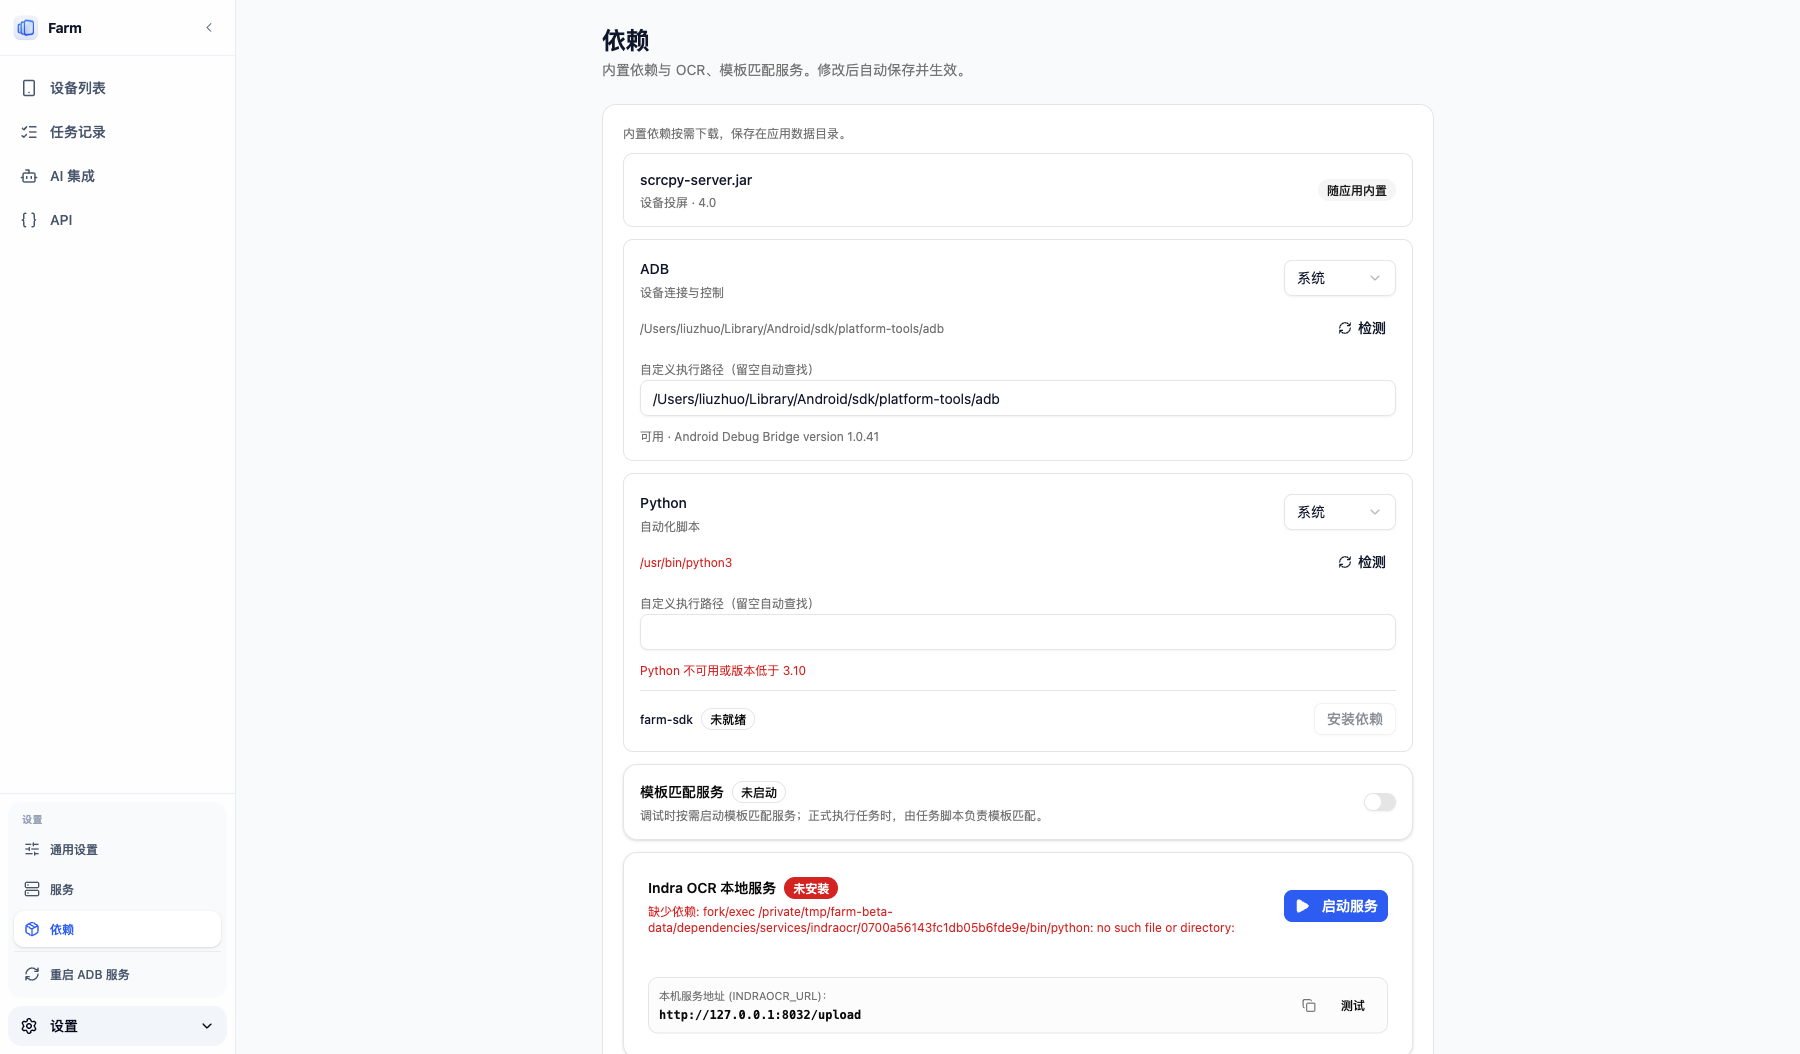 Farm
设备列表
任务记录
AI 集成
API
设置
通用设置
服务
依赖
重启 ADB 服务
设置
依赖
内置依赖与 OCR、模板匹配服务。修改后自动保存并生效。
内置依赖按需下载，保存在应用数据目录。
scrcpy-server.jar
设备投屏 · 4.0
随应用内置
ADB
设备连接与控制
系统
/Users/liuzhuo/Library/Android/sdk/platform-tools/adb
检测
自定义执行路径（留空自动查找）
/Users/liuzhuo/Library/Android/sdk/platform-tools/adb
可用 · Android Debug Bridge version 1.0.41
Python
自动化脚本
系统
/usr/bin/python3
检测
自定义执行路径（留空自动查找）
Python 不可用或版本低于 3.10
farm-sdk 未就绪
安装依赖
模板匹配服务 未启动
调试时按需启动模板匹配服务；正式执行任务时，由任务脚本负责模板匹配。
Indra OCR 本地服务 未安装
缺少依赖: fork/exec /private/tmp/farm-beta-
data/dependencies/services/indraocr/0700a56143fc1db05b6fde9e/bin/python: no such file or directory:
启动服务
本机服务地址 (INDRAOCR_URL)：
http://127.0.0.1:8032/upload
测试